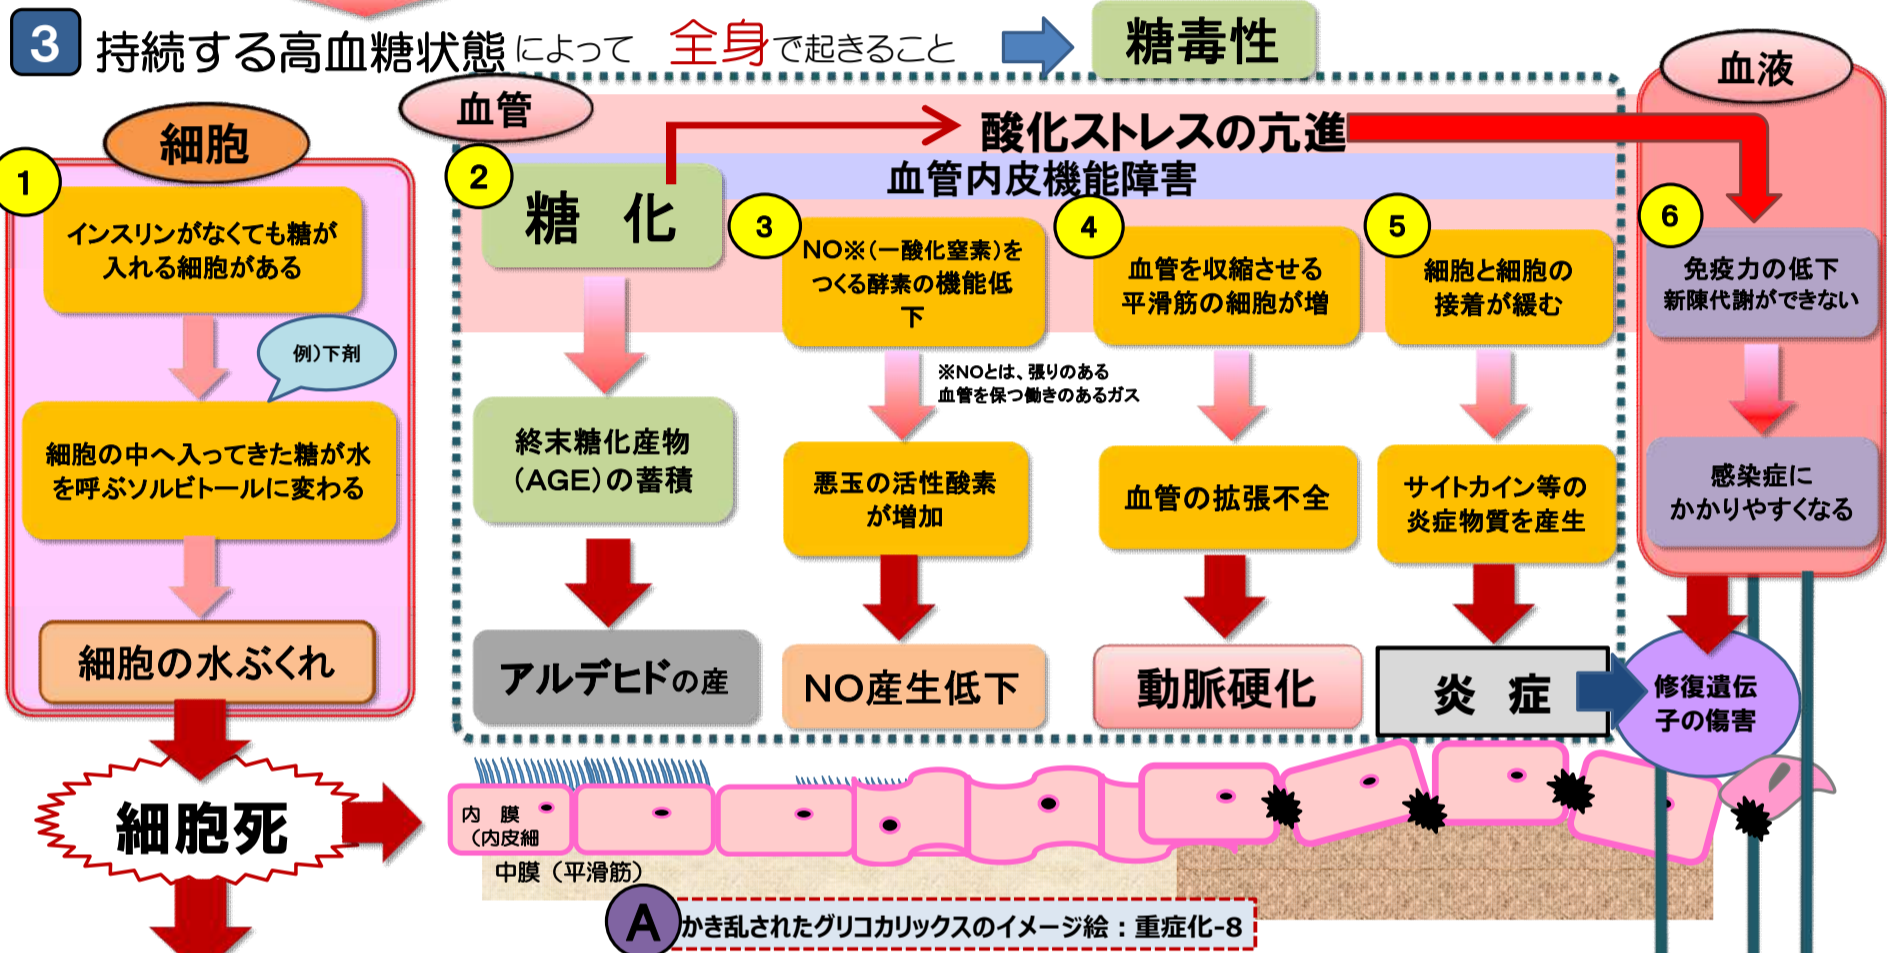 3 持続する高血糖状態によって 全身で起きること 糖毒性
細胞
1
インスリンがなくても糖が
入れる細胞がある
例)下剤
細胞の中へ入ってきた糖が水
を呼ぶソルビトールに変わる
細胞の水ぶくれ
細胞死
血管
酸化ストレスの亢進
血管内皮機能障害
2
糖 化
終末糖化産物
(AGE)の蓄積
アルデヒドの産
3
NO※(一酸化窒素)を
つくる酵素の機能低
下
※NOとは、張りのある
血管を保つ働きのあるガス
悪玉の活性酸素
が増加
NO産生低下
4
血管を収縮させる
平滑筋の細胞が増
血管の拡張不全
動脈硬化
5
細胞と細胞の
接着が緩む
サイトカイン等の
炎症物質を産生
炎 症
血液
6
免疫力の低下
新陳代謝ができない
感染症に
かかりやすくなる
修復遺伝
子の傷害
内 膜
(内皮細
中膜(平滑筋)
A かき乱されたグリコカリックスのイメージ絵:重症化-8